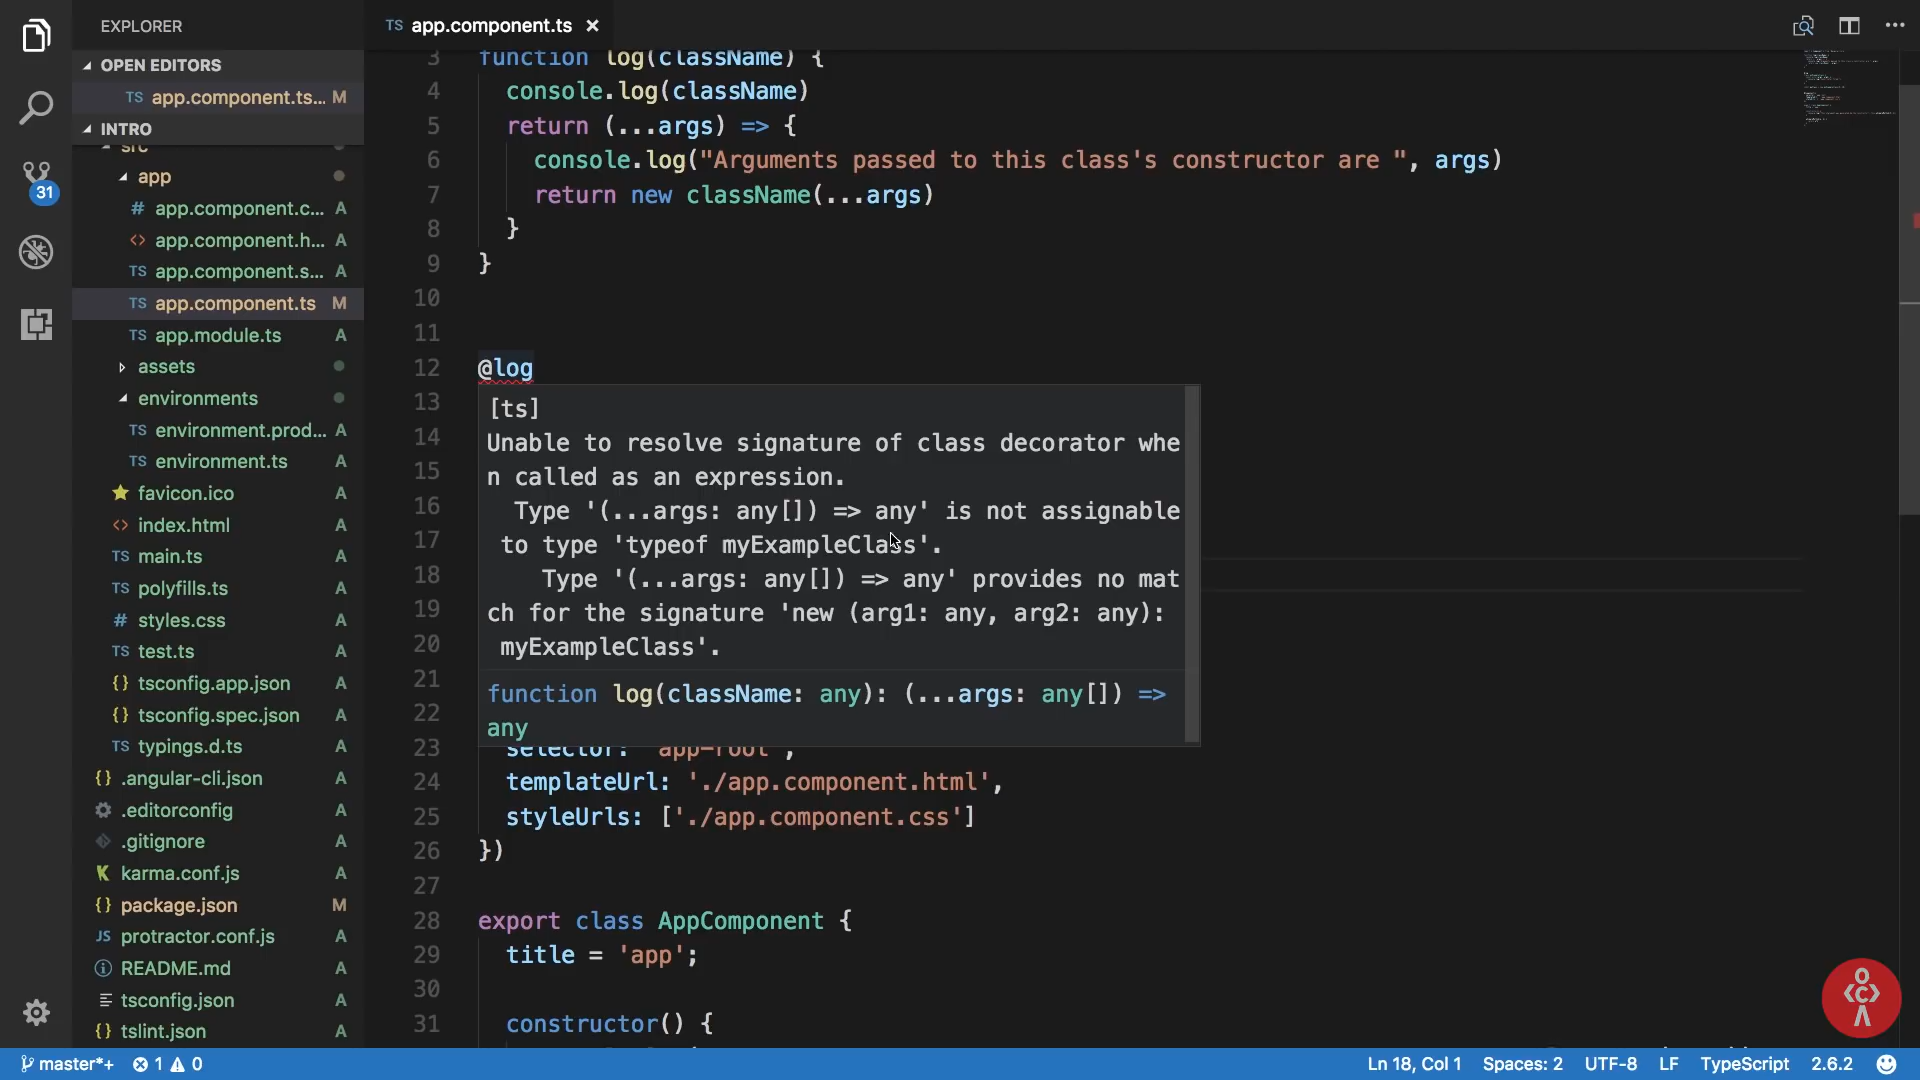 EXPLORER
OPEN EDITORS
TS app.component.ts... M
INTRO
src
app
# app.component.c... A
<> app.component.h... A
TS app.component.s... A
TS app.component.ts M
TS app.module.ts A
assets
environments
TS environment.prod... A
TS environment.ts A
favicon.ico A
<> index.html A
TS main.ts A
TS polyfills.ts A
# styles.css A
TS test.ts A
{} tsconfig.app.json A
{} tsconfig.spec.json A
TS typings.d.ts A
{} .angular-cli.json A
.editorconfig A
.gitignore A
K karma.conf.js A
{} package.json M
JS protractor.conf.js A
README.md A
tsconfig.json A
{} tslint.json A
31
TS app.component.ts ×
3 function log(className) {
4 console.log(className)
5 return (...args) => {
6 console.log("Arguments passed to this class's constructor are ", args)
7 return new className(...args)
8 }
9 }
10
11
12 @log
13
14
15
16
17
18
19
20
21
22
[ts]
Unable to resolve signature of class decorator whe
n called as an expression.
Type '(...args: any[]) => any' is not assignable
to type 'typeof myExampleClass'.
Type '(...args: any[]) => any' provides no mat
ch for the signature 'new (arg1: any, arg2: any):
myExampleClass'.
function log(className: any): (...args: any[]) =>
any
23 selector: 'app-root',
24 templateUrl: './app.component.html',
25 styleUrls: ['./app.component.css']
26 })
27
28 export class AppComponent {
29 title = 'app';
30
31 constructor() {
master*+ 1 0
Ln 18, Col 1 Spaces: 2 UTF-8 LF TypeScript 2.6.2